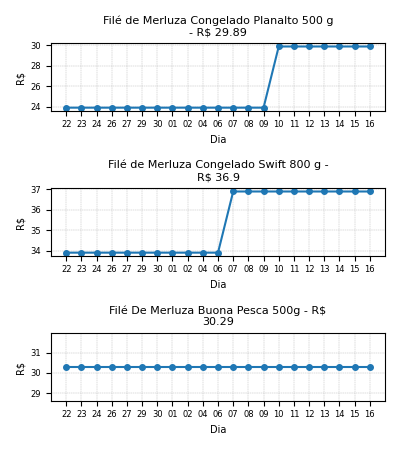 Filé de Merluza Congelado Planalto 500 g
- R$ 29.89
30
28
26
24
R$
22 23 24 26 27 29 30 01 02 04 06 07 08 09 10 11 12 13 14 15 16
Dia
Filé de Merluza Congelado Swift 800 g -
R$ 36.9
37
36
35
34
R$
22 23 24 26 27 29 30 01 02 04 06 07 08 09 10 11 12 13 14 15 16
Dia
Filé De Merluza Buona Pesca 500g - R$
30.29
31
30
29
R$
22 23 24 26 27 29 30 01 02 04 06 07 08 09 10 11 12 13 14 15 16
Dia